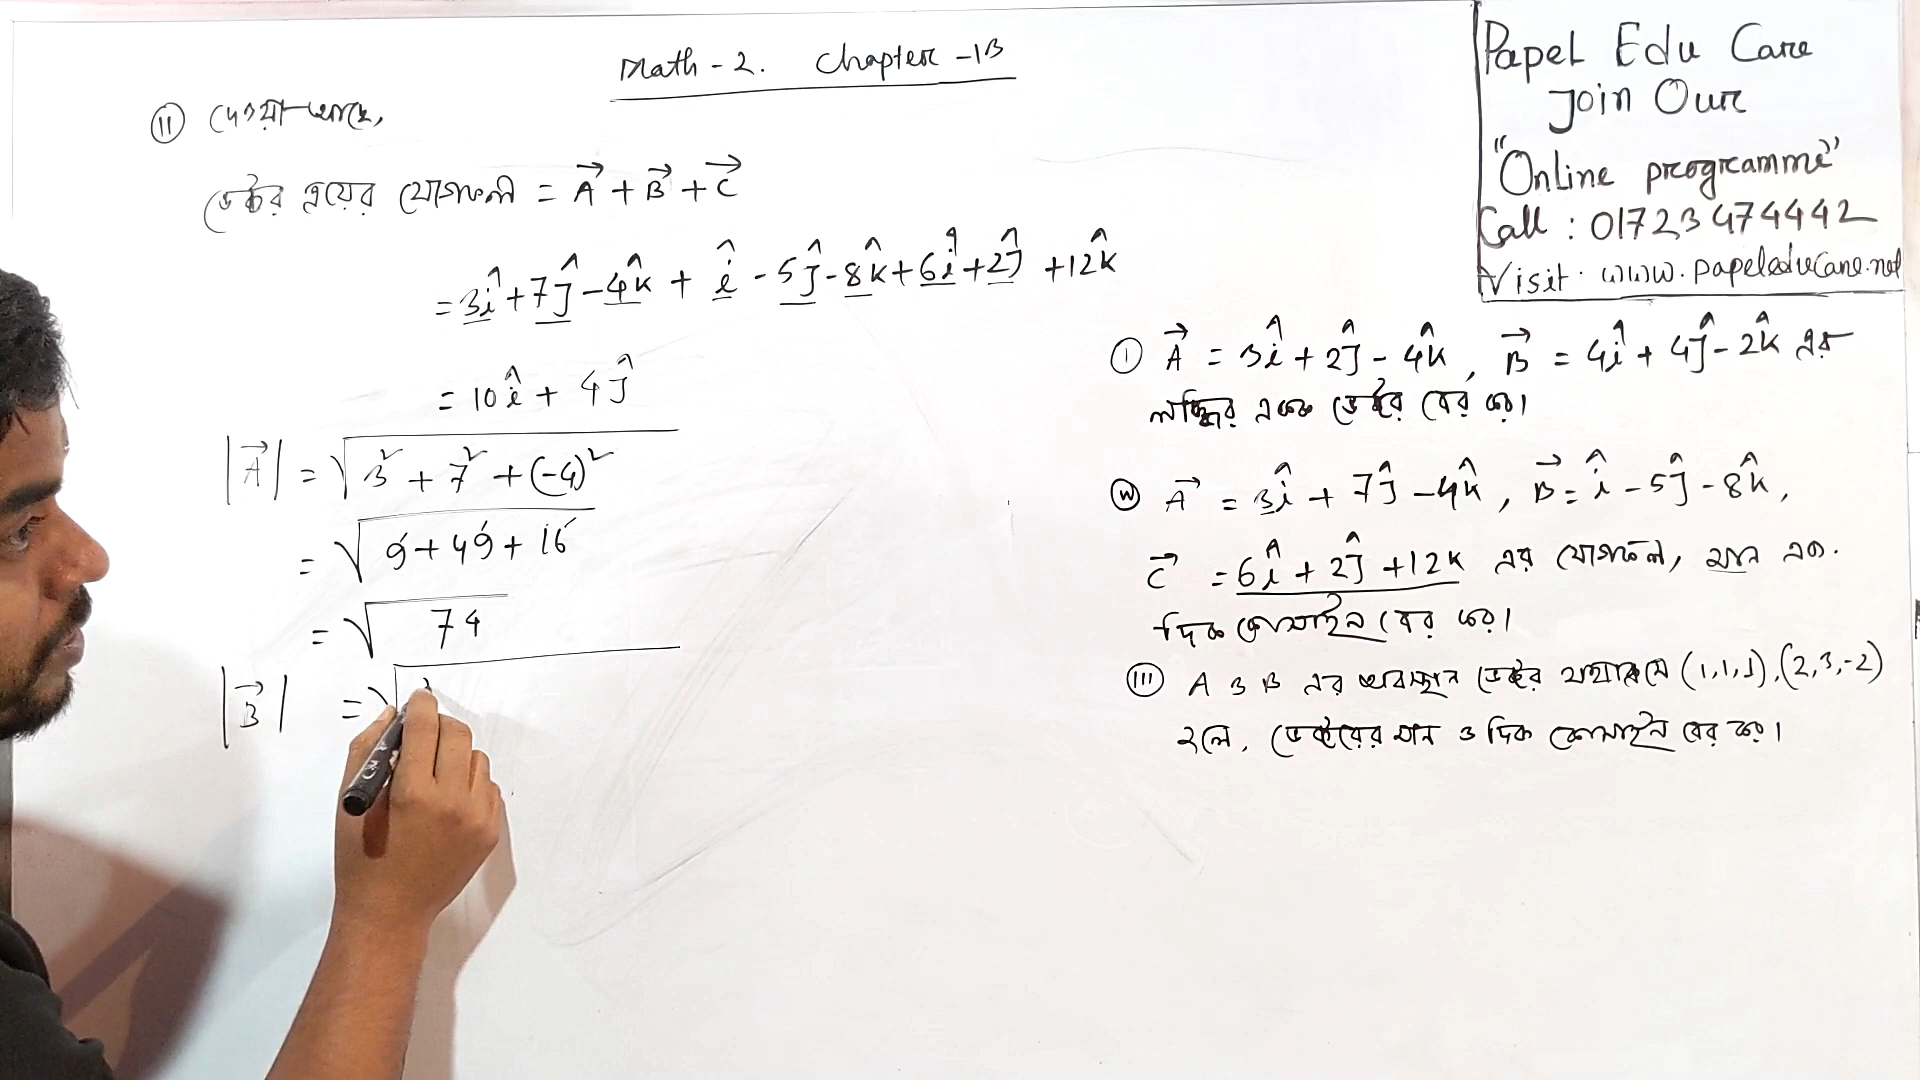 Math - 2. Chapter - 1B
Papel Edu Care
Join Our
"Online programme"
Call : 01723474442
Visit. www.papeleducare.net
(ii) দেওয়া আছে,
ভেক্টর ত্রয়ের যোগফল = A⃗ + B⃗ + C⃗
= 3î + 7ĵ - 4k̂ + î - 5ĵ - 8k̂ + 6î + 2ĵ + 12k̂
= 10î + 4ĵ
|A⃗| = √(3² + 7² + (-4)²)
= √(9 + 49 + 16)
= √74
|B⃗| = √
(i) A⃗ = 3î + 2ĵ - 4k̂, B⃗ = 4î + 4ĵ - 2k̂ এর
লব্ধির একক ভেক্টর বের কর।
A⃗ = 3î + 7ĵ - 4k̂, B⃗ = î - 5ĵ - 8k̂,
C⃗ = 6î + 2ĵ + 12k এর যোগফল, মান এবং
দিক কোসাইন বের কর।
(iii) A ও B এর অবস্থান ভেক্টর যথাক্রমে (1,1,1), (2,3,-2)
হলে, ভেক্টরের মান ও দিক কোসাইন বের কর।